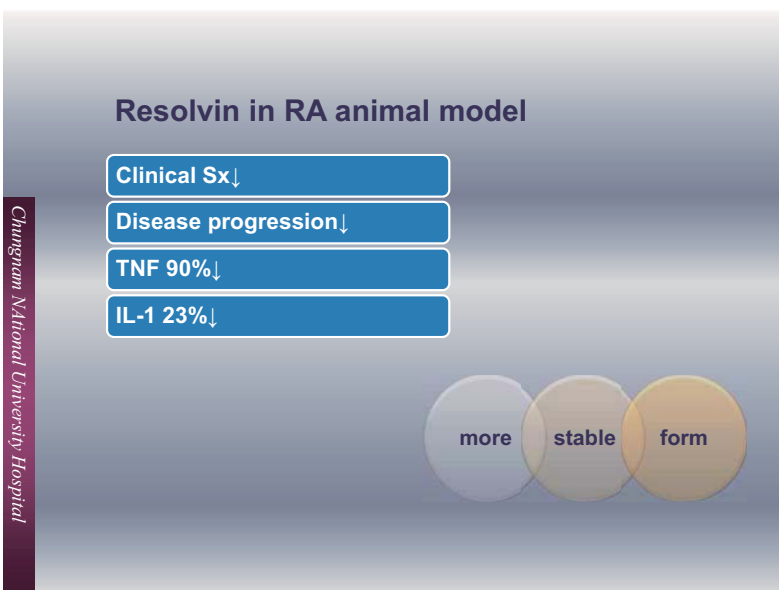 Resolvin in RA animal model
Clinical Sx↓
Disease progression↓
TNF 90%↓
IL-1 23%↓
more stable form
Chungnam NAtional University Hospital